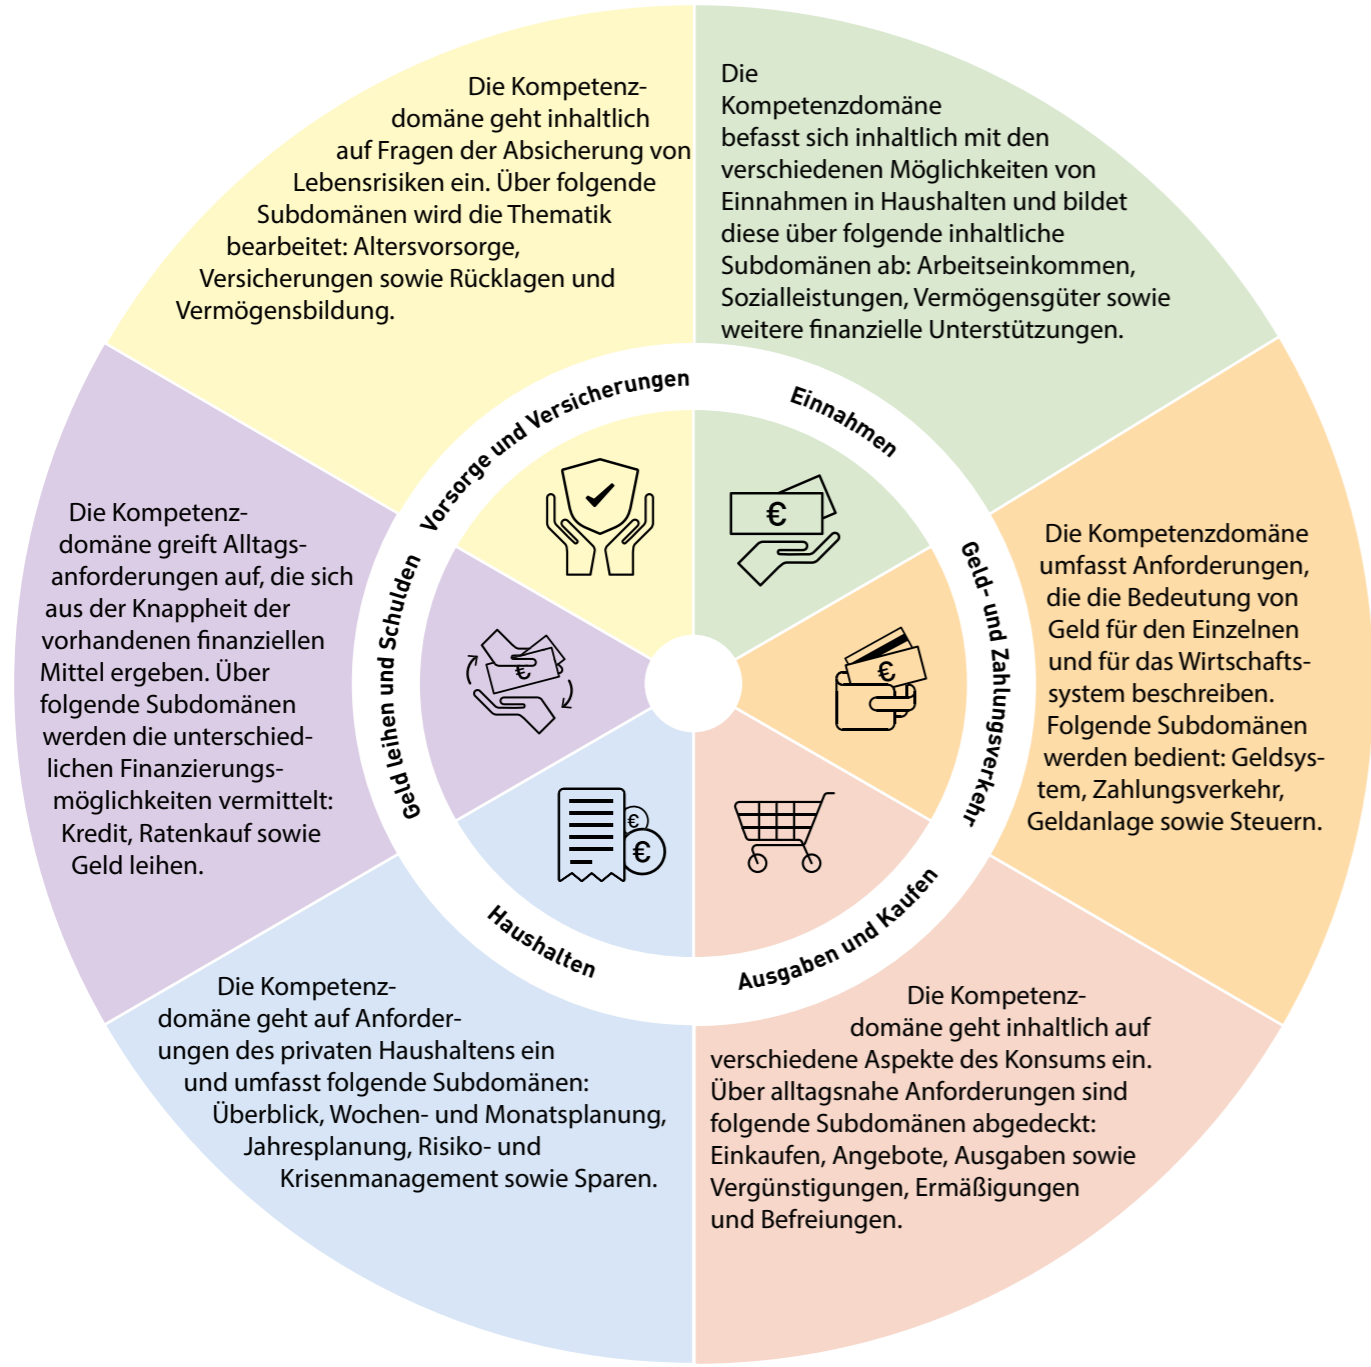 Die Kompetenz-
domäne geht inhaltlich
auf Fragen der Absicherung von
Lebensrisiken ein. Über folgende
Subdomänen wird die Thematik
bearbeitet: Altersvorsorge,
Versicherungen sowie Rücklagen und
Vermögensbildung.
Die
Kompetenzdomäne
befasst sich inhaltlich mit den
verschiedenen Möglichkeiten von
Einnahmen in Haushalten und bildet
diese über folgende inhaltliche
Subdomänen ab: Arbeitseinkommen,
Sozialleistungen, Vermögensgüter sowie
weitere finanzielle Unterstützungen.
Vorsorge und Versicherungen
Einnahmen
€
Die Kompetenz-
domäne greift Alltags-
anforderungen auf, die sich
aus der Knappheit der
vorhandenen finanziellen
Mittel ergeben. Über
folgende Subdomänen
werden die unterschied-
lichen Finanzierungs-
möglichkeiten vermittelt:
Kredit, Ratenkauf sowie
Geld leihen.
Geld leihen und Schulden
€
Geld- und Zahlungsverkehr
€
Die Kompetenzdomäne
umfasst Anforderungen,
die die Bedeutung von
Geld für den Einzelnen
und für das Wirtschafts-
system beschreiben.
Folgende Subdomänen
werden bedient: Geldsys-
tem, Zahlungsverkehr,
Geldanlage sowie Steuern.
€
€
Haushalten
Ausgaben und Kaufen
Die Kompetenz-
domäne geht auf Anforder-
ungen des privaten Haushaltens ein
und umfasst folgende Subdomänen:
Überblick, Wochen- und Monatsplanung,
Jahresplanung, Risiko- und
Krisenmanagement sowie Sparen.
Die Kompetenz-
domäne geht inhaltlich auf
verschiedene Aspekte des Konsums ein.
Über alltagsnahe Anforderungen sind
folgende Subdomänen abgedeckt:
Einkaufen, Angebote, Ausgaben sowie
Vergünstigungen, Ermäßigungen
und Befreiungen.